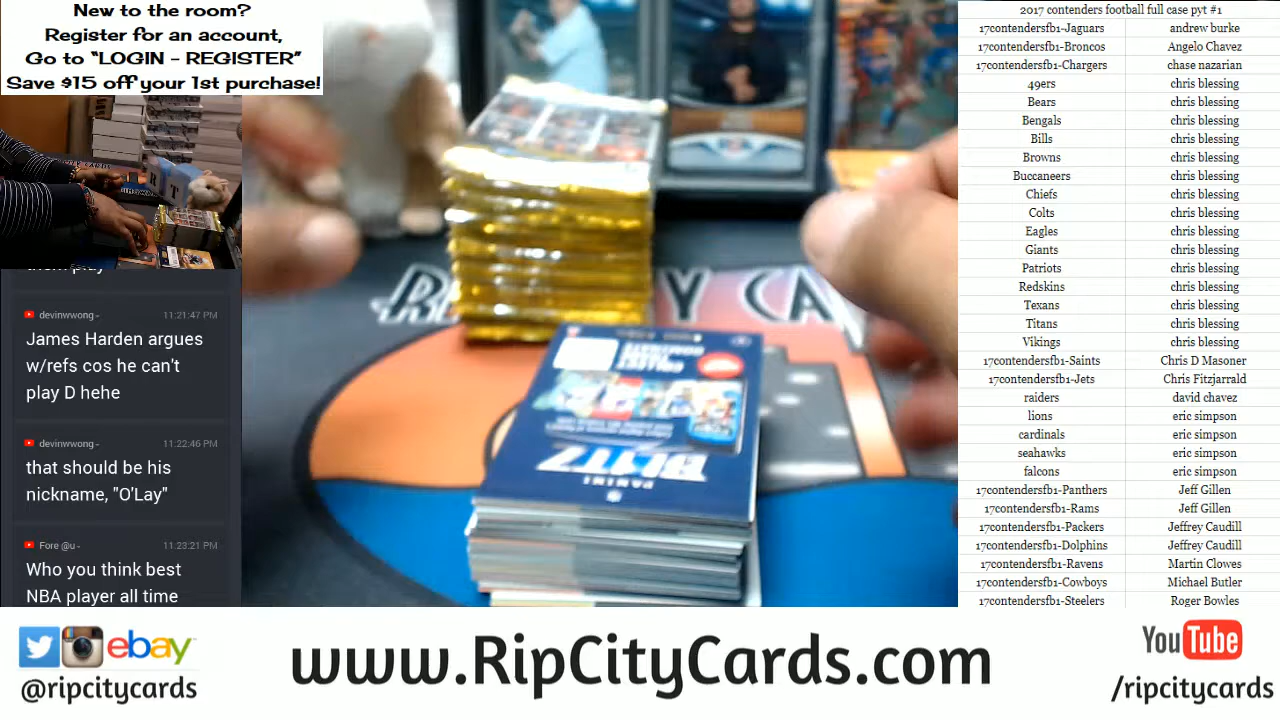 New to the room?
Register for an account,
Go to “LOGIN - REGISTER”
Save $15 off your 1st purchase!
devinwwong - 11:21:47 PM
James Harden argues
w/refs cos he can't
play D hehe
devinwwong - 11:22:46 PM
that should be his
nickname, "O'Lay"
Fore @u - 11:23:21 PM
Who you think best
NBA player all time
Y CA
BLITZ
PANINI
2017 contenders football full case pyt #1
17contendersfb1-Jaguars andrew burke
17contendersfb1-Broncos Angelo Chavez
17contendersfb1-Chargers chase nazarian
49ers chris blessing
Bears chris blessing
Bengals chris blessing
Bills chris blessing
Browns chris blessing
Buccaneers chris blessing
Chiefs chris blessing
Colts chris blessing
Eagles chris blessing
Giants chris blessing
Patriots chris blessing
Redskins chris blessing
Texans chris blessing
Titans chris blessing
Vikings chris blessing
17contendersfb1-Saints Chris D Masoner
17contendersfb1-Jets Chris Fitzjarrald
raiders david chavez
lions eric simpson
cardinals eric simpson
seahawks eric simpson
falcons eric simpson
17contendersfb1-Panthers Jeff Gillen
17contendersfb1-Rams Jeff Gillen
17contendersfb1-Packers Jeffrey Caudill
17contendersfb1-Dolphins Jeffrey Caudill
17contendersfb1-Ravens Martin Clowes
17contendersfb1-Cowboys Michael Butler
17contendersfb1-Steelers Roger Bowles
ebay
@ripcitycards
www.RipCityCards.com
YouTube
/ripcitycards